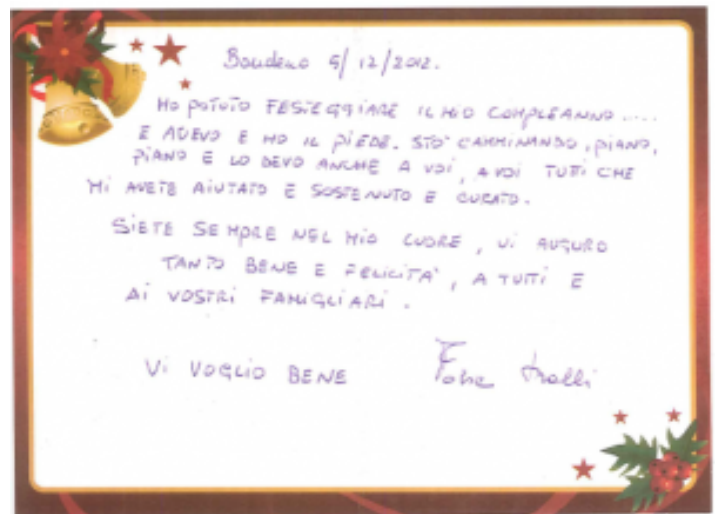 Bondeno 5/12/2012.
HO POTUTO FESTEGGIARE IL MIO COMPLEANNO ....
E AVEVO E HO IL PIEDE. STO' CAMMINANDO, PIANO,
PIANO E LO DEVO ANCHE A VOI, A VOI TUTTI CHE
MI AVETE AIUTATO E SOSTENUTO E CURATO.
SIETE SEMPRE NEL MIO CUORE, VI AUGURO
TANTO BENE E FELICITA', A TUTTI E
AI VOSTRI FAMIGLIARI.
VI VOGLIO BENE